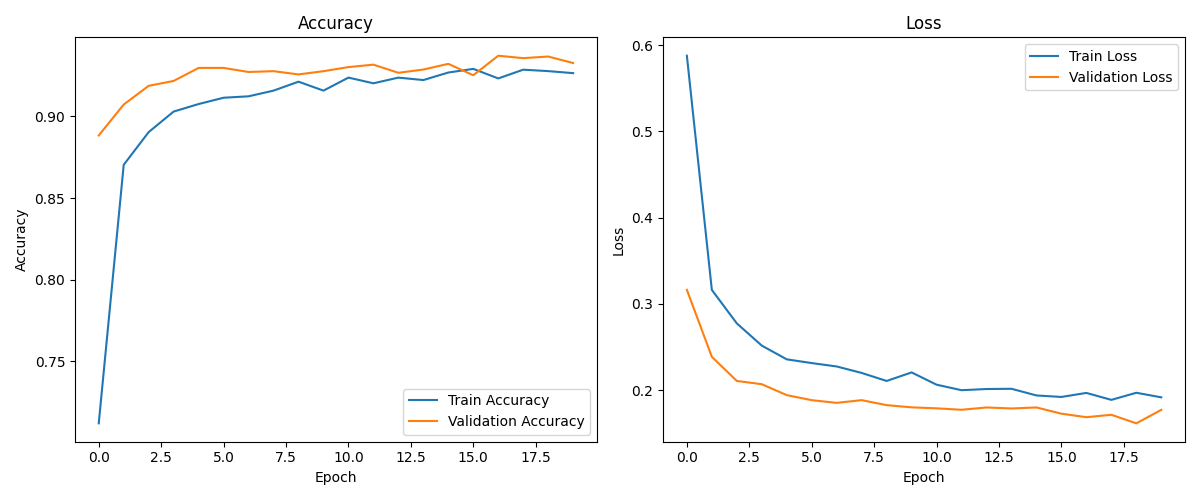 Accuracy
Accuracy
0.90
0.85
0.80
0.75
Train Accuracy
Validation Accuracy
0.0 2.5 5.0 7.5 10.0 12.5 15.0 17.5
Epoch
Loss
Loss
0.6
0.5
0.4
0.3
0.2
Train Loss
Validation Loss
0.0 2.5 5.0 7.5 10.0 12.5 15.0 17.5
Epoch